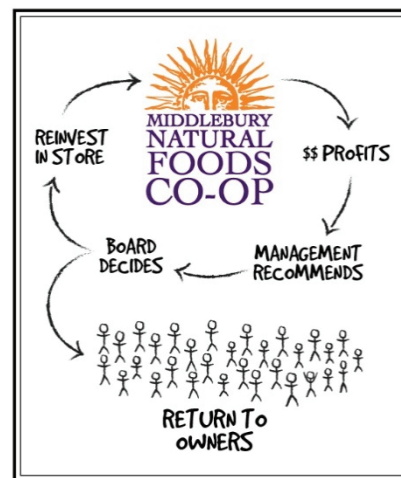 MIDDLEBURY
NATURAL
FOODS
CO-OP
$$ PROFITS
MANAGEMENT
RECOMMENDS
BOARD
DECIDES
REINVEST
IN STORE
RETURN TO
OWNERS